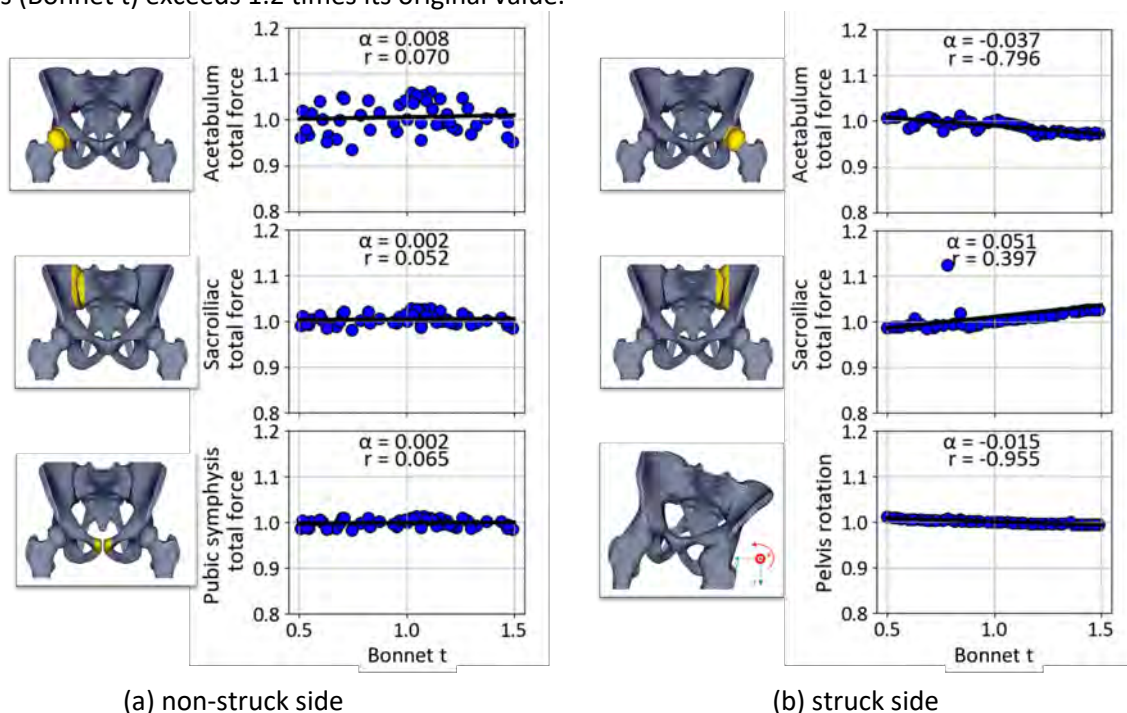 s (Bonnet t) exceeds 1.2 times its original value.
Acetabulum
total force
1.2
1.1
1.0
0.9
0.8
α = 0.008
r = 0.070
Sacroiliac
total force
1.2
1.1
1.0
0.9
0.8
α = 0.002
r = 0.052
Pubic symphysis
total force
1.2
1.1
1.0
0.9
0.8
α = 0.002
r = 0.065
0.5
1.0
1.5
Bonnet t
(a) non-struck side
Acetabulum
total force
1.2
1.1
1.0
0.9
0.8
α = -0.037
r = -0.796
Sacroiliac
total force
1.2
1.1
1.0
0.9
0.8
α = 0.051
r = 0.397
Pelvis rotation
1.2
1.1
1.0
0.9
0.8
α = -0.015
r = -0.955
0.5
1.0
1.5
Bonnet t
(b) struck side